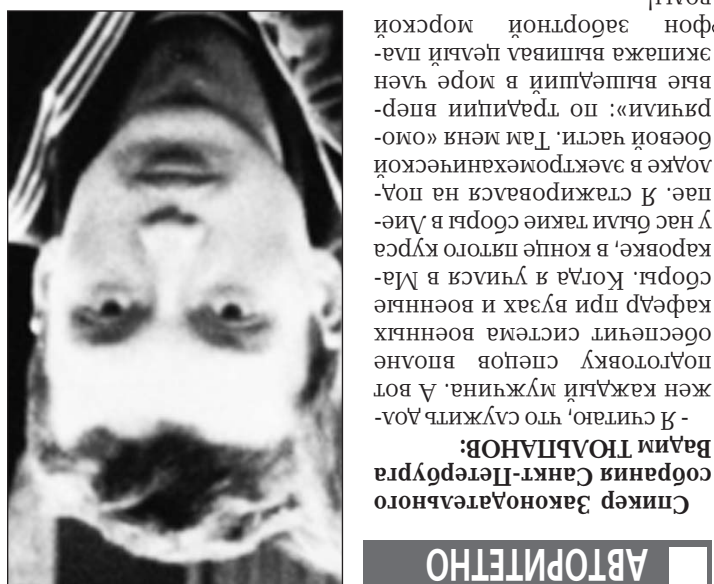 АВТОРИТЕТНО
Спикер Законодательного
собрания Санкт-Петербурга
Вадим ТЮЛЬПАНОВ:
- Я считаю, что служить дол-
жен каждый мужчина. А вот
подготовку спецов вполне
обеспечит система военных
кафедр при вузах и военные
сборы. Когда я учился в Ма-
каровке, в конце пятого курса
у нас были такие сборы в Лие-
пае. Я стажировался на под-
лодке в электромеханической
боевой части. Там меня «омо-
рячили»: по традиции впер-
вые вышедший в море член
экипажа выпивал целый пла-
фон забортной морской
воды!